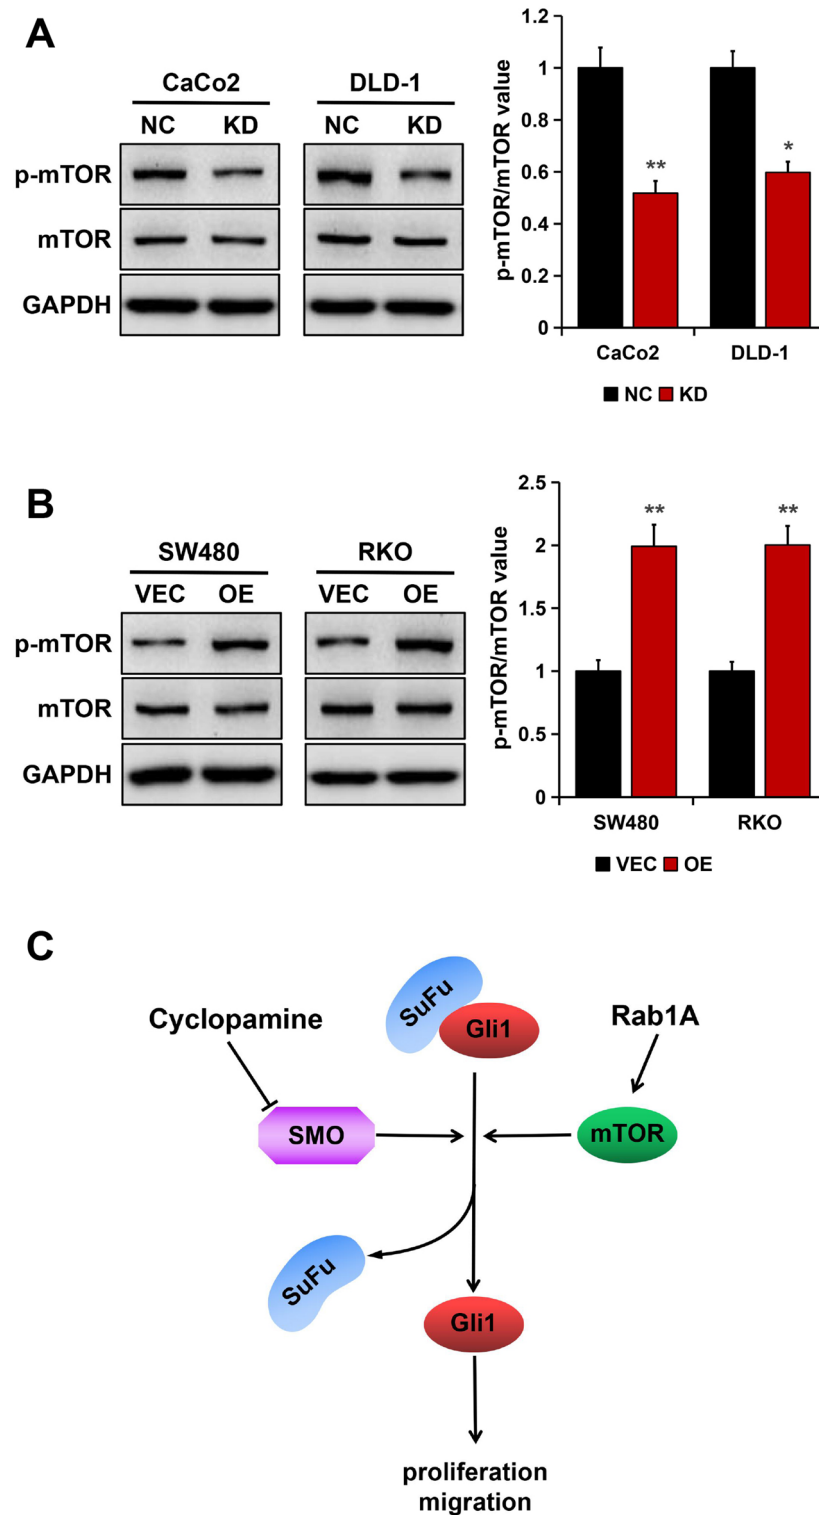 A
CaCo2 DLD-1
NC KD NC KD
p-mTOR
mTOR
GAPDH
p-mTOR/mTOR value
1.2
1
0.8
0.6
0.4
0.2
0
**
*
CaCo2 DLD-1
NC KD
B
SW480 RKO
VEC OE VEC OE
p-mTOR
mTOR
GAPDH
p-mTOR/mTOR value
2.5
2
1.5
1
0.5
0
**
**
SW480 RKO
VEC OE
C
SuFu
Gli1
Cyclopamine
Rab1A
SMO
mTOR
SuFu
Gli1
proliferation
migration